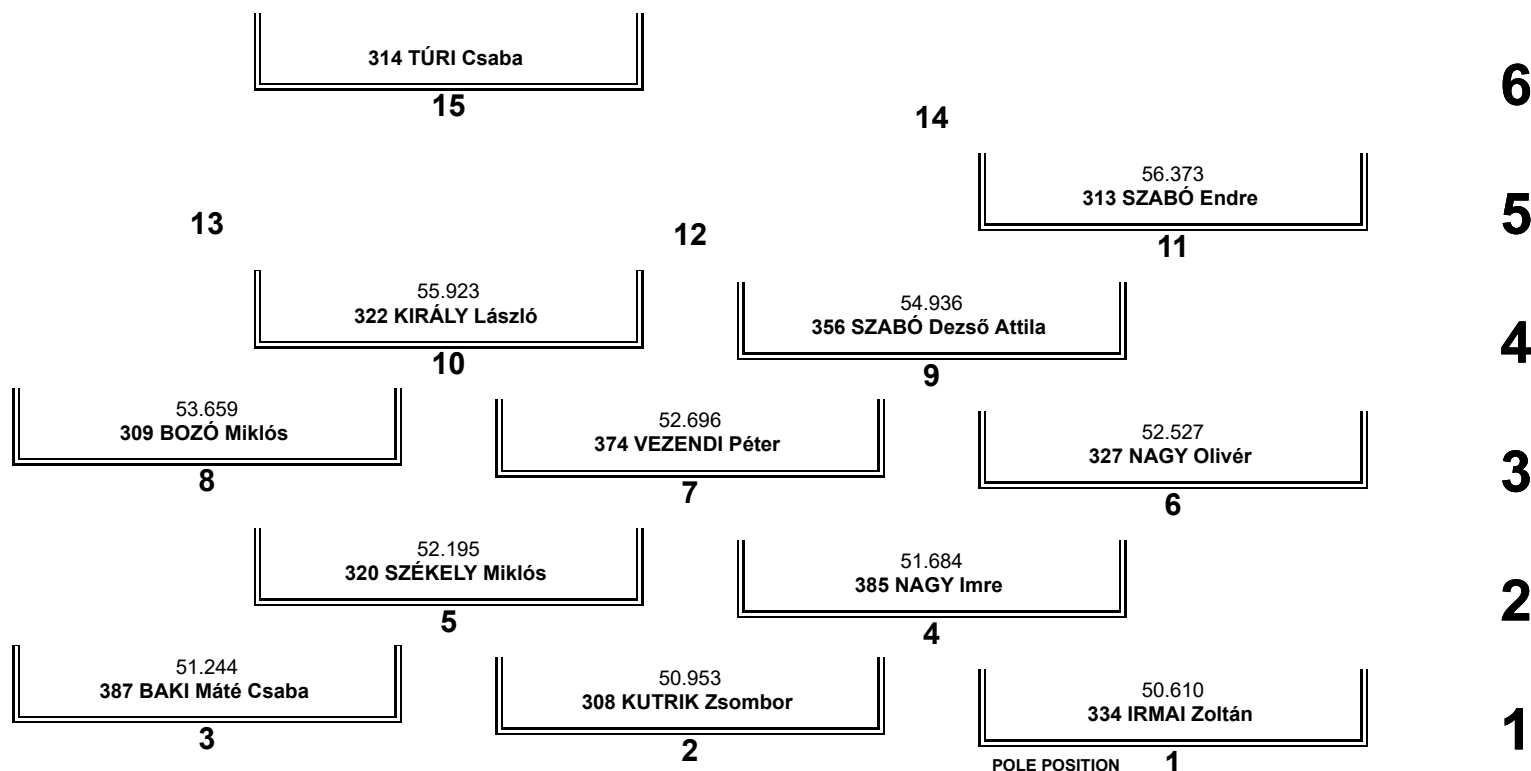 314 TÚRI Csaba
15
6
14
56.373
313 SZABÓ Endre
11
5
13
12
55.923
322 KIRÁLY László
10
54.936
356 SZABÓ Dezső Attila
9
4
53.659
309 BOZÓ Miklós
8
52.696
374 VEZENDI Péter
7
52.527
327 NAGY Olivér
6
3
52.195
320 SZÉKELY Miklós
5
51.684
385 NAGY Imre
4
2
51.244
387 BAKI Máté Csaba
3
50.953
308 KUTRIK Zsombor
2
50.610
334 IRMAI Zoltán
POLE POSITION 1
1